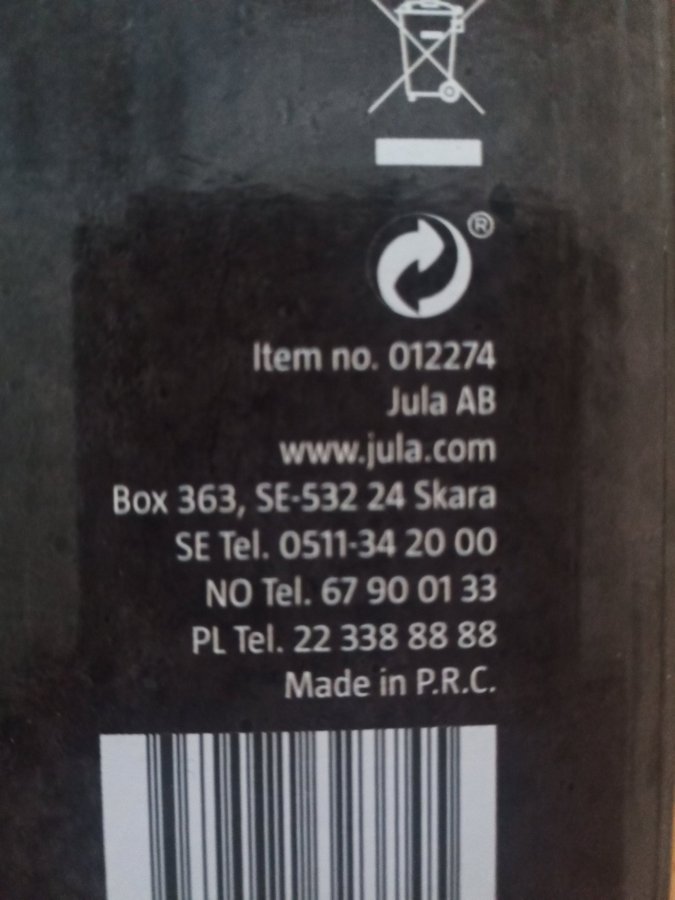 ®
Item no. 012274
Jula AB
www.jula.com
Box 363, SE-532 24 Skara
SE Tel. 0511-34 20 00
NO Tel. 67 90 01 33
PL Tel. 22 338 88 88
Made in P.R.C.